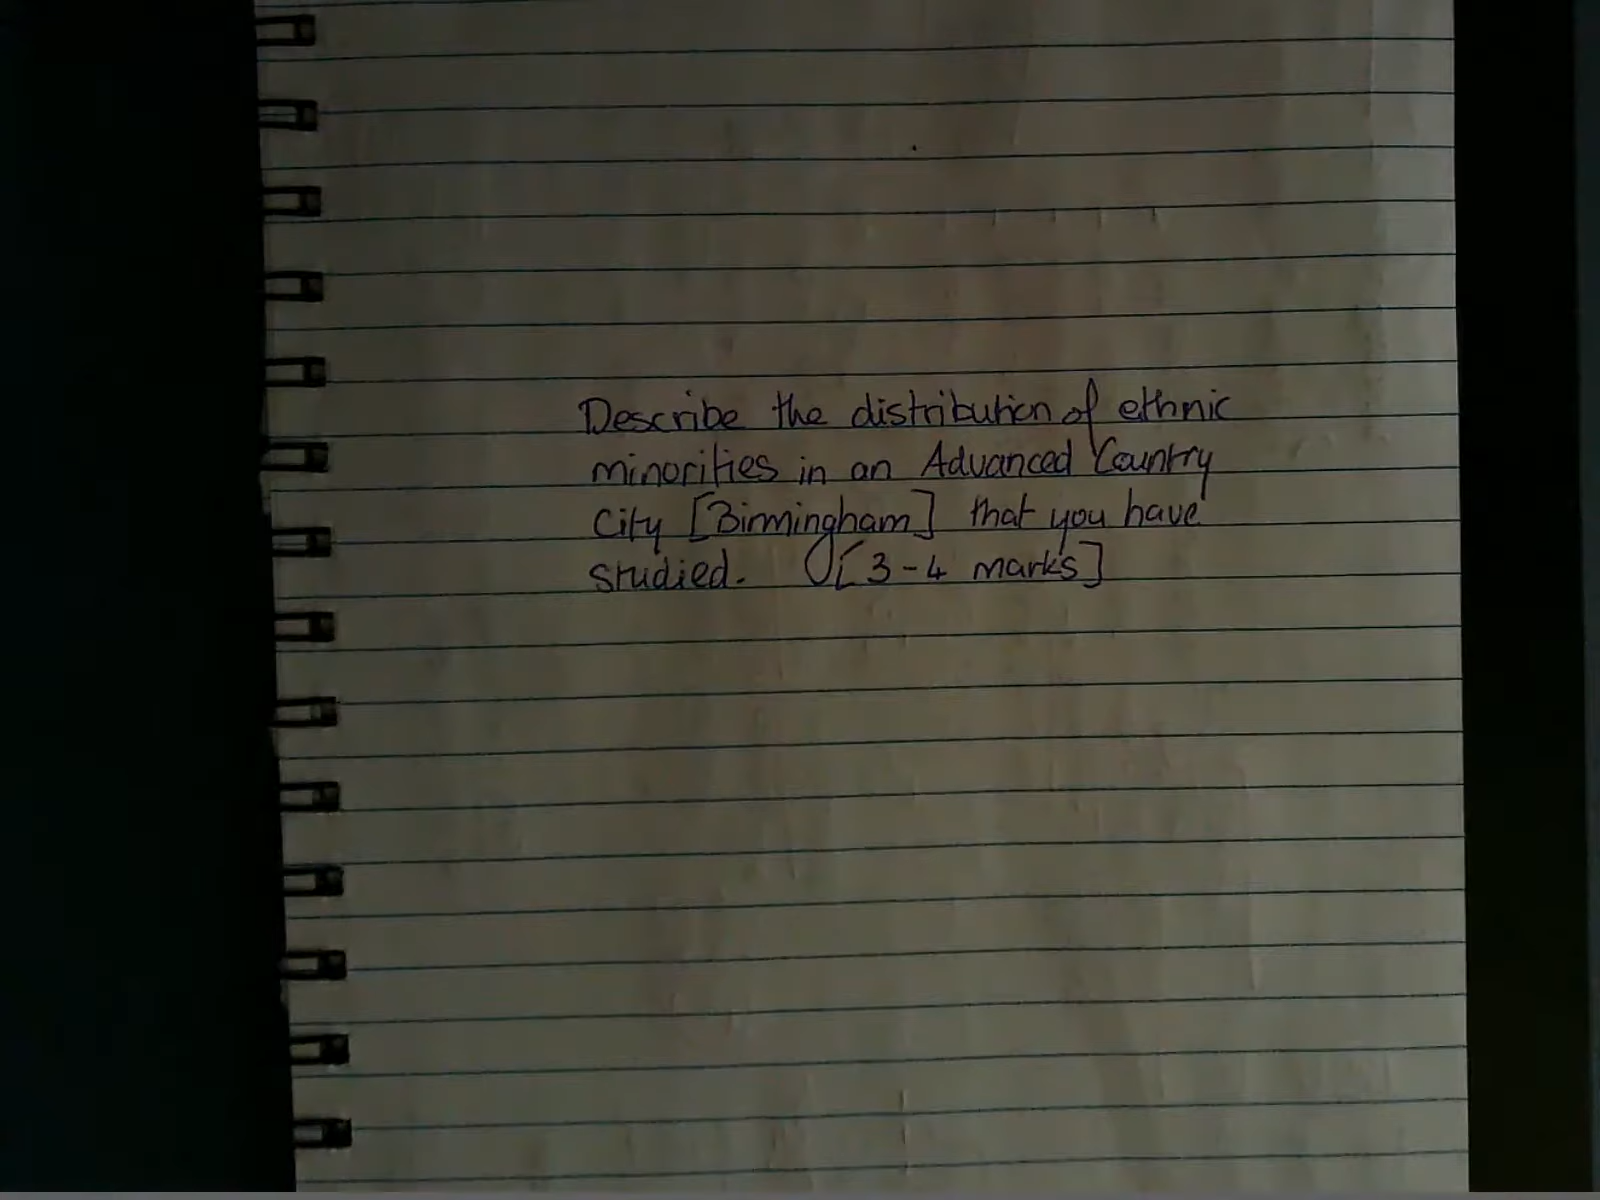 Describe the distribution of ethnic
minorities in an Advanced Country
City [Birmingham] that you have
studied. [3-4 marks]